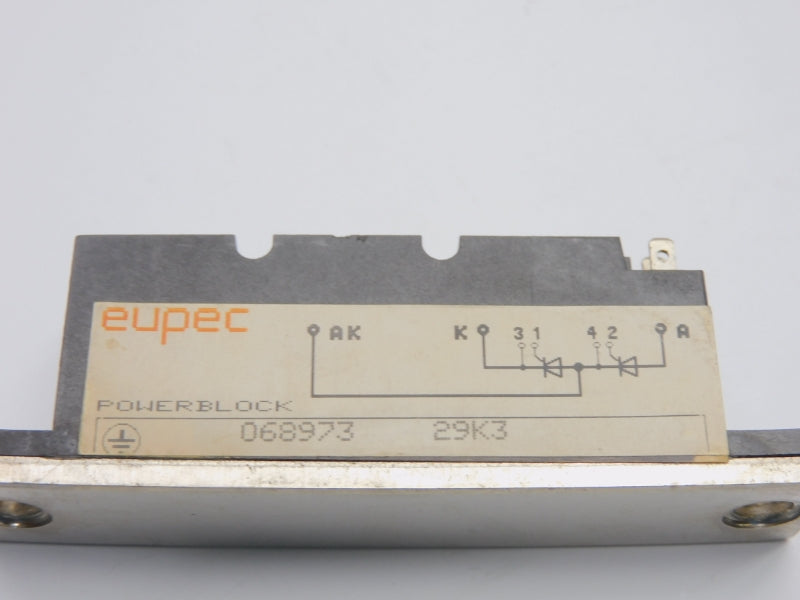 eupec
AK K 3 1 4 2 A
POWERBLOCK
068973 29K3